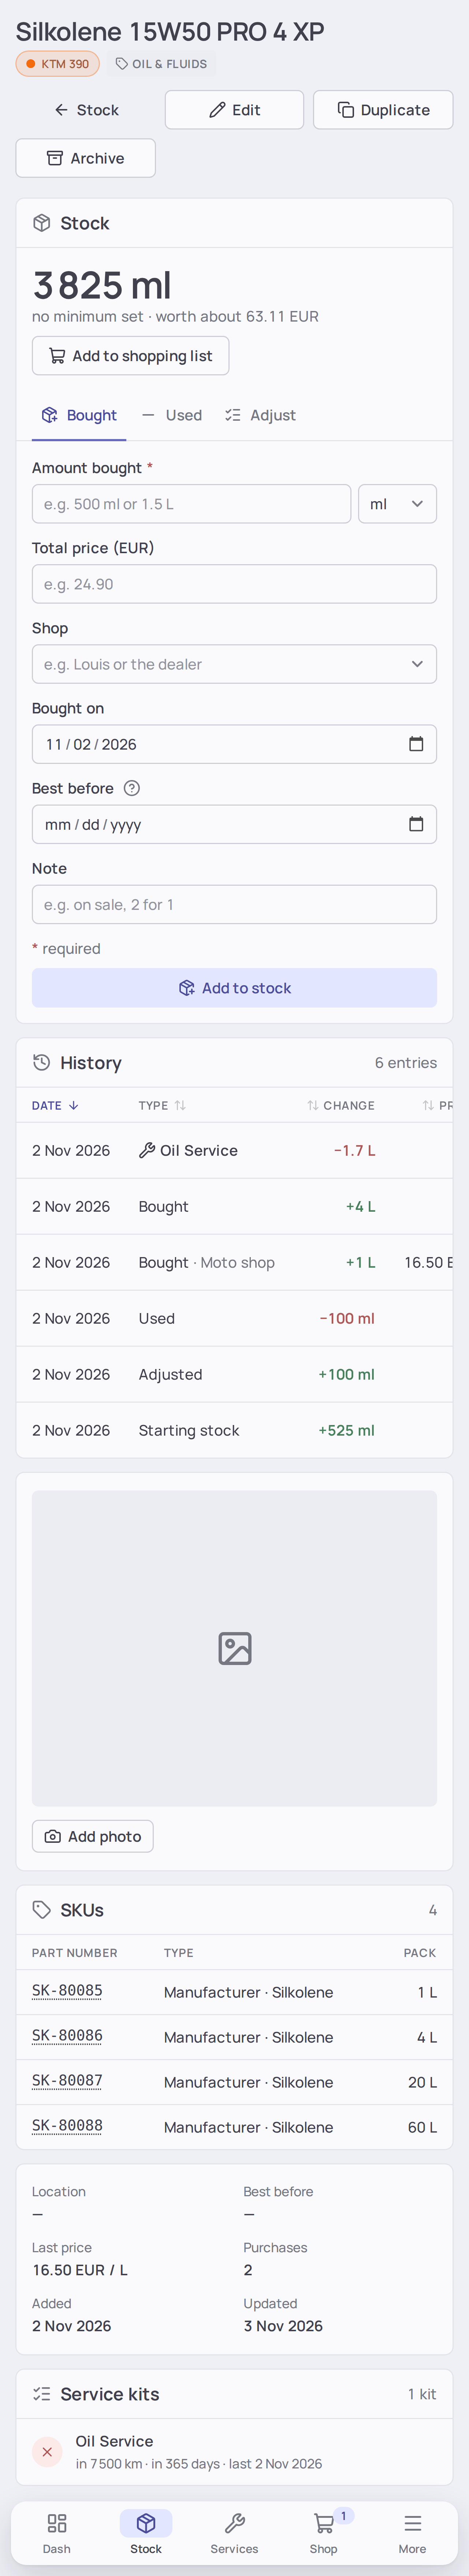 Silkolene 15W50 PRO 4 XP
KTM 390 OIL & FLUIDS
Stock Edit Duplicate
Archive
Stock
3 825 ml
no minimum set · worth about 63.11 EUR
Add to shopping list
Bought Used Adjust
Amount bought *
e.g. 500 ml or 1.5 L ml
Total price (EUR)
e.g. 24.90
Shop
e.g. Louis or the dealer
Bought on
11 / 02 / 2026
Best before
mm / dd / yyyy
Note
e.g. on sale, 2 for 1
* required
Add to stock
History 6 entries
DATE TYPE CHANGE PR
2 Nov 2026 Oil Service −1.7 L
2 Nov 2026 Bought +4 L
2 Nov 2026 Bought · Moto shop +1 L 16.50 E
2 Nov 2026 Used −100 ml
2 Nov 2026 Adjusted +100 ml
2 Nov 2026 Starting stock +525 ml
Add photo
SKUs 4
PART NUMBER TYPE PACK
SK-80085 Manufacturer · Silkolene 1 L
SK-80086 Manufacturer · Silkolene 4 L
SK-80087 Manufacturer · Silkolene 20 L
SK-80088 Manufacturer · Silkolene 60 L
Location Best before
— —
Last price Purchases
16.50 EUR / L 2
Added Updated
2 Nov 2026 3 Nov 2026
Service kits 1 kit
Oil Service
in 7 500 km · in 365 days · last 2 Nov 2026
1
Dash Stock Services Shop More